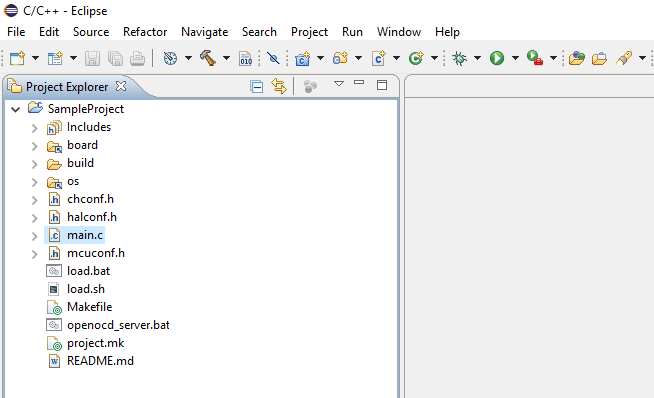 C/C++ - Eclipse
File Edit Source Refactor Navigate Search Project Run Window Help
010
Project Explorer
SampleProject
Includes
board
build
os
.h chconf.h
.h halconf.h
.c main.c
.h mcuconf.h
load.bat
load.sh
Makefile
openocd_server.bat
project.mk
W README.md